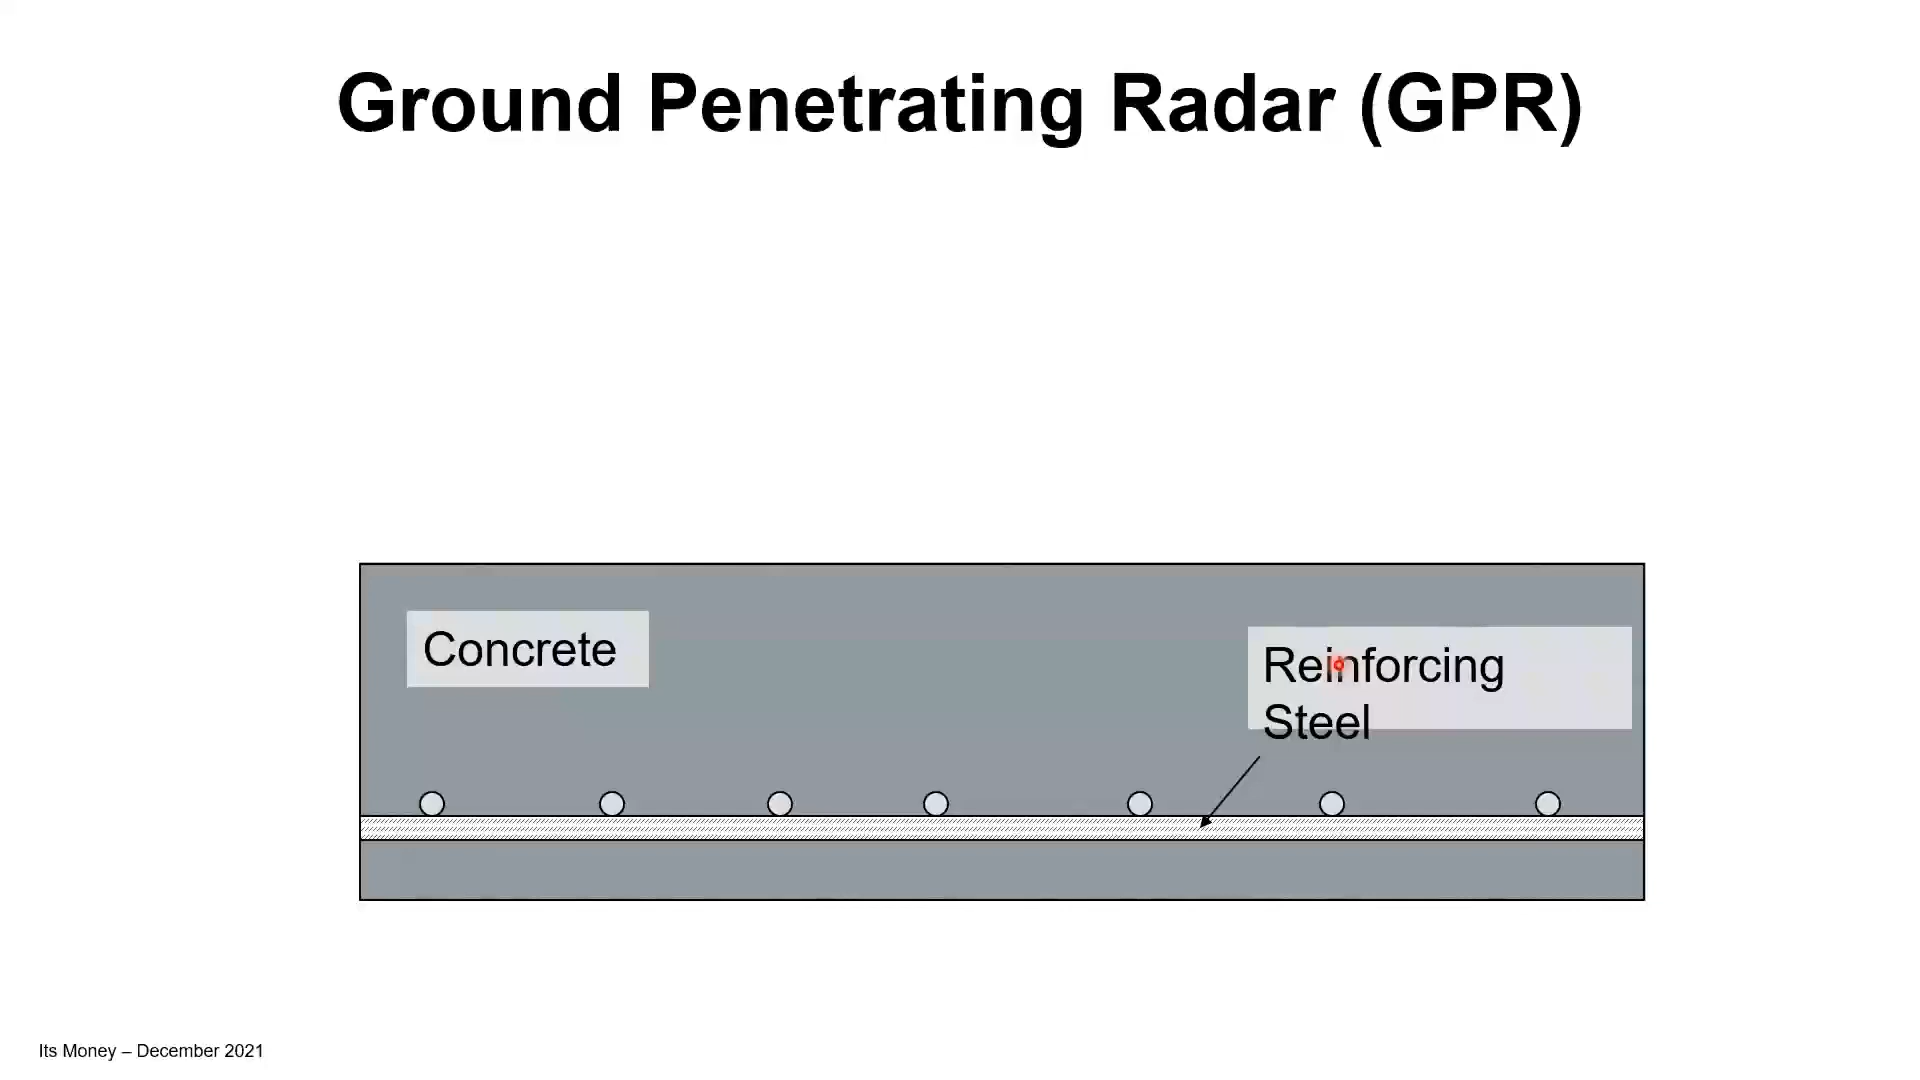 Ground Penetrating Radar (GPR)
Concrete
Reinforcing
Steel
Its Money – December 2021